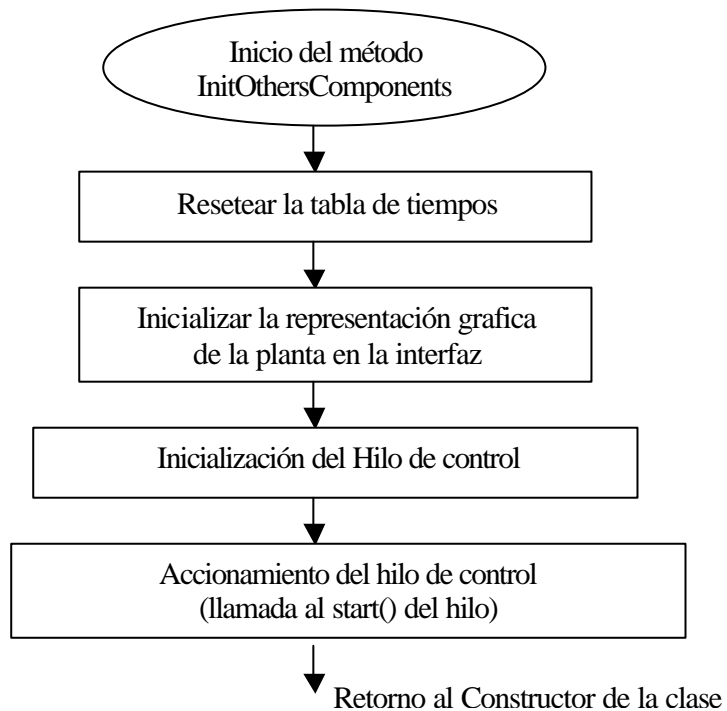 Inicio del método
InitOthersComponents
Resetear la tabla de tiempos
Inicializar la representación grafica
de la planta en la interfaz
Inicialización del Hilo de control
Accionamiento del hilo de control
(llamada al start() del hilo)
Retorno al Constructor de la clase